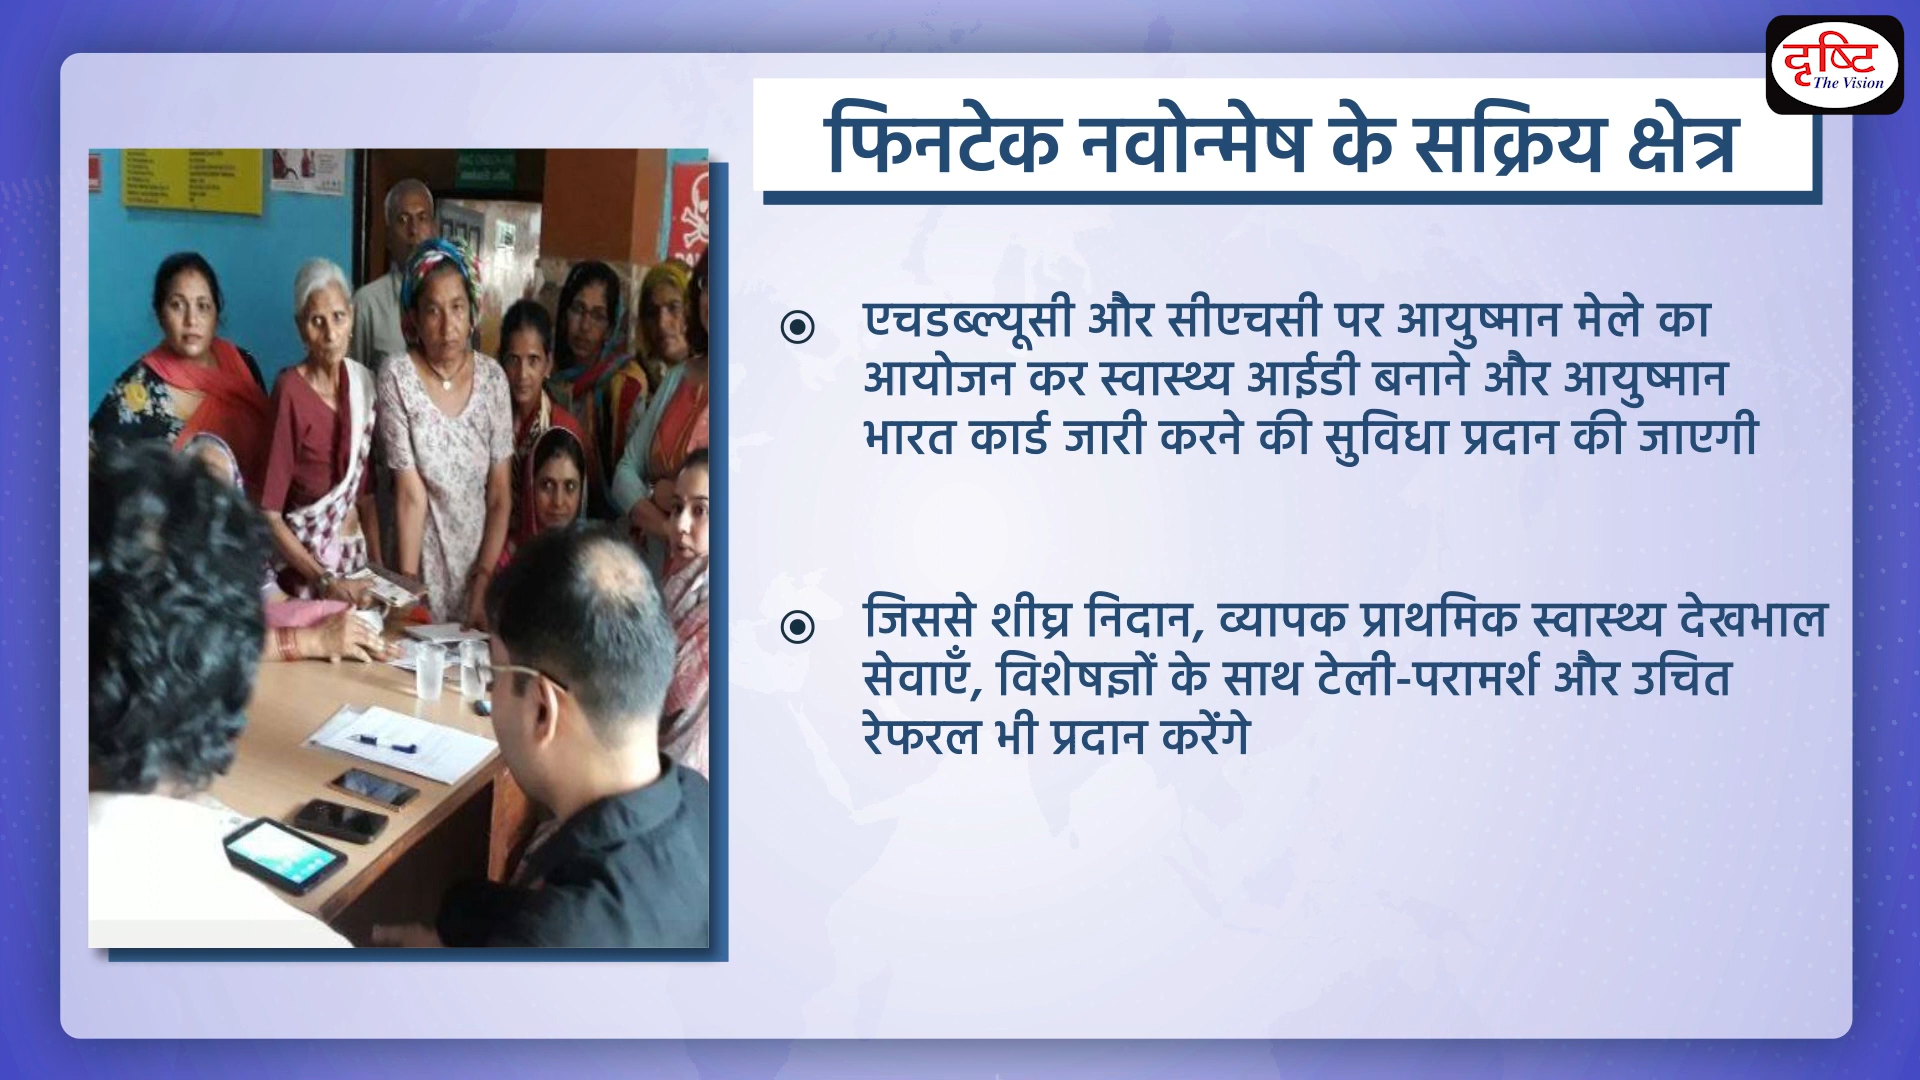 दृष्टि
The Vision
फिनटेक नवोन्मेष के सक्रिय क्षेत्र
एचडब्ल्यूसी और सीएचसी पर आयुष्मान मेले का
आयोजन कर स्वास्थ्य आईडी बनाने और आयुष्मान
भारत कार्ड जारी करने की सुविधा प्रदान की जाएगी
जिससे शीघ्र निदान, व्यापक प्राथमिक स्वास्थ्य देखभाल
सेवाएँ, विशेषज्ञों के साथ टेली-परामर्श और उचित
रेफरल भी प्रदान करेंगे